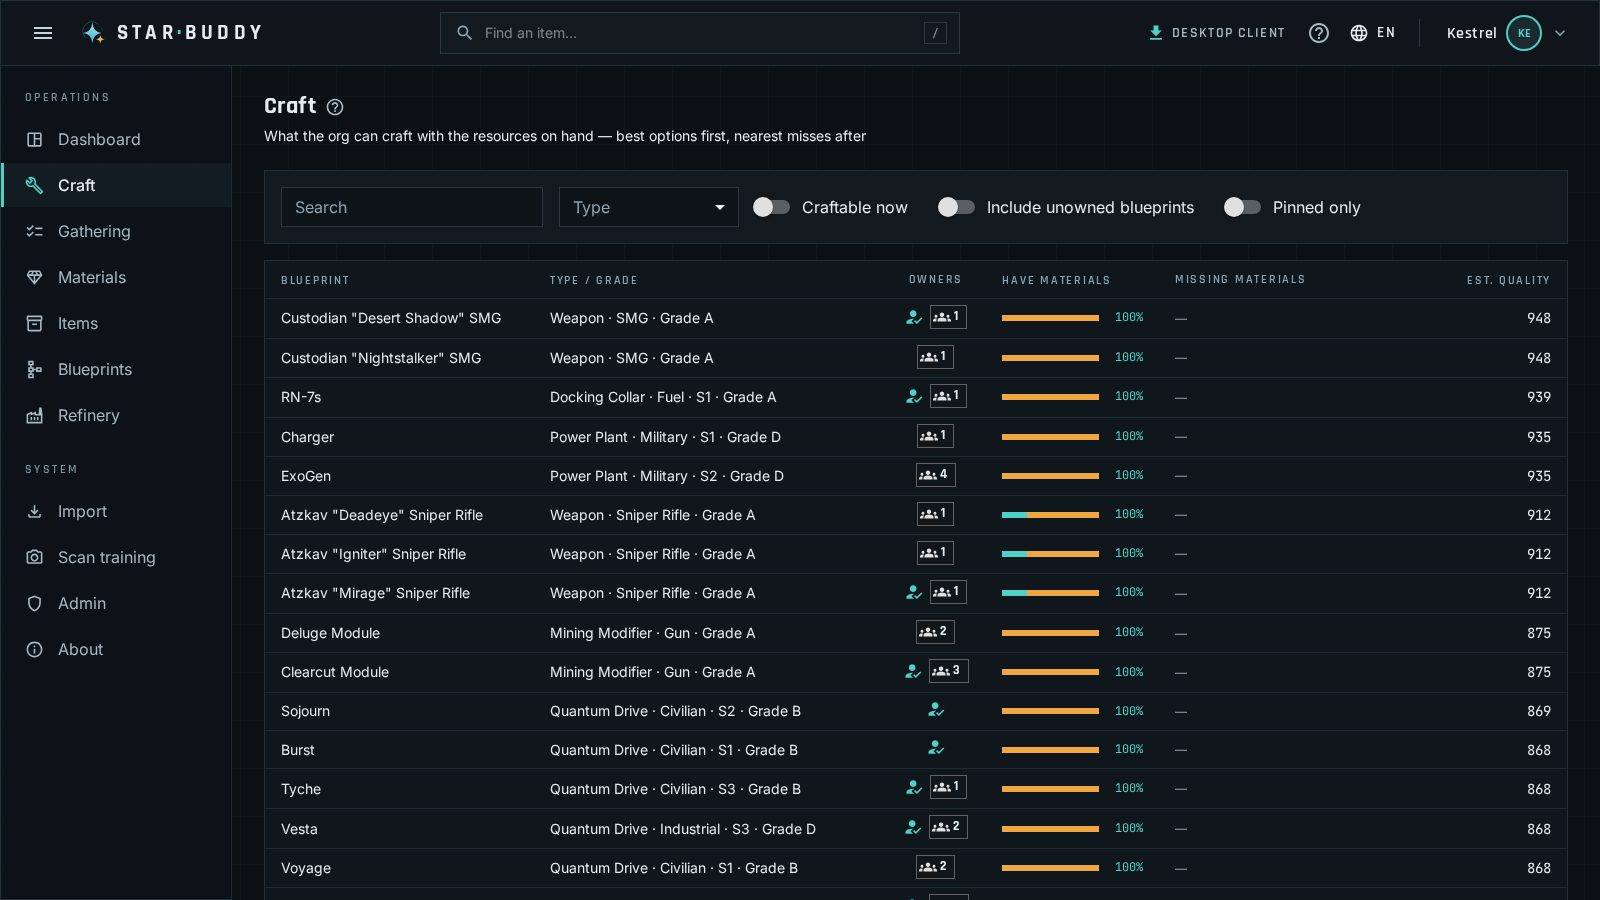 STAR·BUDDY
Find an item...
/
DESKTOP CLIENT
EN
Kestrel
KE
OPERATIONS
Dashboard
Craft
Gathering
Materials
Items
Blueprints
Refinery
SYSTEM
Import
Scan training
Admin
About
Craft
What the org can craft with the resources on hand — best options first, nearest misses after
Search
Type
Craftable now
Include unowned blueprints
Pinned only
BLUEPRINT TYPE / GRADE OWNERS HAVE MATERIALS MISSING MATERIALS EST. QUALITY
Custodian "Desert Shadow" SMG Weapon · SMG · Grade A 1 100% — 948
Custodian "Nightstalker" SMG Weapon · SMG · Grade A 1 100% — 948
RN-7s Docking Collar · Fuel · S1 · Grade A 1 100% — 939
Charger Power Plant · Military · S1 · Grade D 1 100% — 935
ExoGen Power Plant · Military · S2 · Grade D 4 100% — 935
Atzkav "Deadeye" Sniper Rifle Weapon · Sniper Rifle · Grade A 1 100% — 912
Atzkav "Igniter" Sniper Rifle Weapon · Sniper Rifle · Grade A 1 100% — 912
Atzkav "Mirage" Sniper Rifle Weapon · Sniper Rifle · Grade A 1 100% — 912
Deluge Module Mining Modifier · Gun · Grade A 2 100% — 875
Clearcut Module Mining Modifier · Gun · Grade A 3 100% — 875
Sojourn Quantum Drive · Civilian · S2 · Grade B 100% — 869
Burst Quantum Drive · Civilian · S1 · Grade B 100% — 868
Tyche Quantum Drive · Civilian · S3 · Grade B 1 100% — 868
Vesta Quantum Drive · Industrial · S3 · Grade D 2 100% — 868
Voyage Quantum Drive · Civilian · S1 · Grade B 2 100% — 868